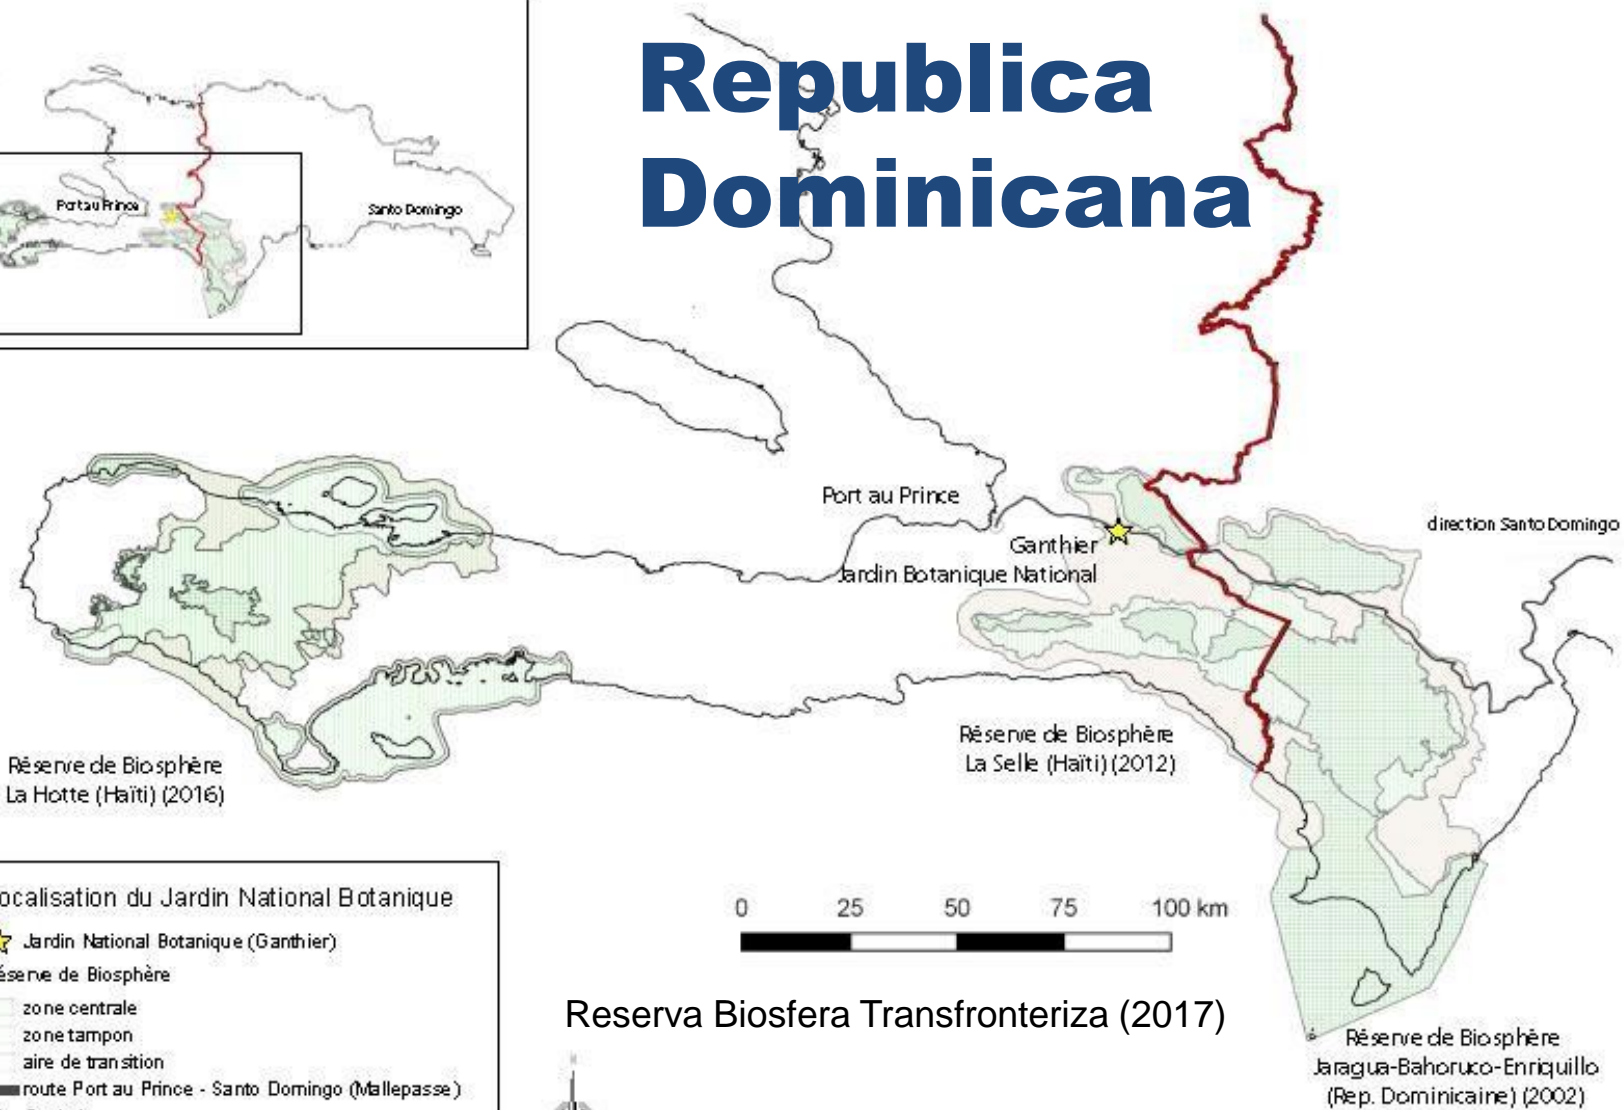 Republica
Dominicana
Port au Prince
Santo Domingo
Port au Prince
direction Santo Domingo
Ganthier
Jardin Botanique National
Réserve de Biosphère
La Selle (Haïti) (2012)
Réserve de Biosphère
La Hotte (Haïti) (2016)
ocalisation du Jardin National Botanique
Jardin National Botanique (Ganthier)
éserve de Biosphère
zone centrale
zone tampon
aire de transition
route Port au Prince - Santo Domingo (Mallepasse)
0 25 50 75 100 km
Reserva Biosfera Transfronteriza (2017)
Réserve de Biosphère
Jaragua-Bahoruco-Enriquillo
(Rep. Dominicaine) (2002)